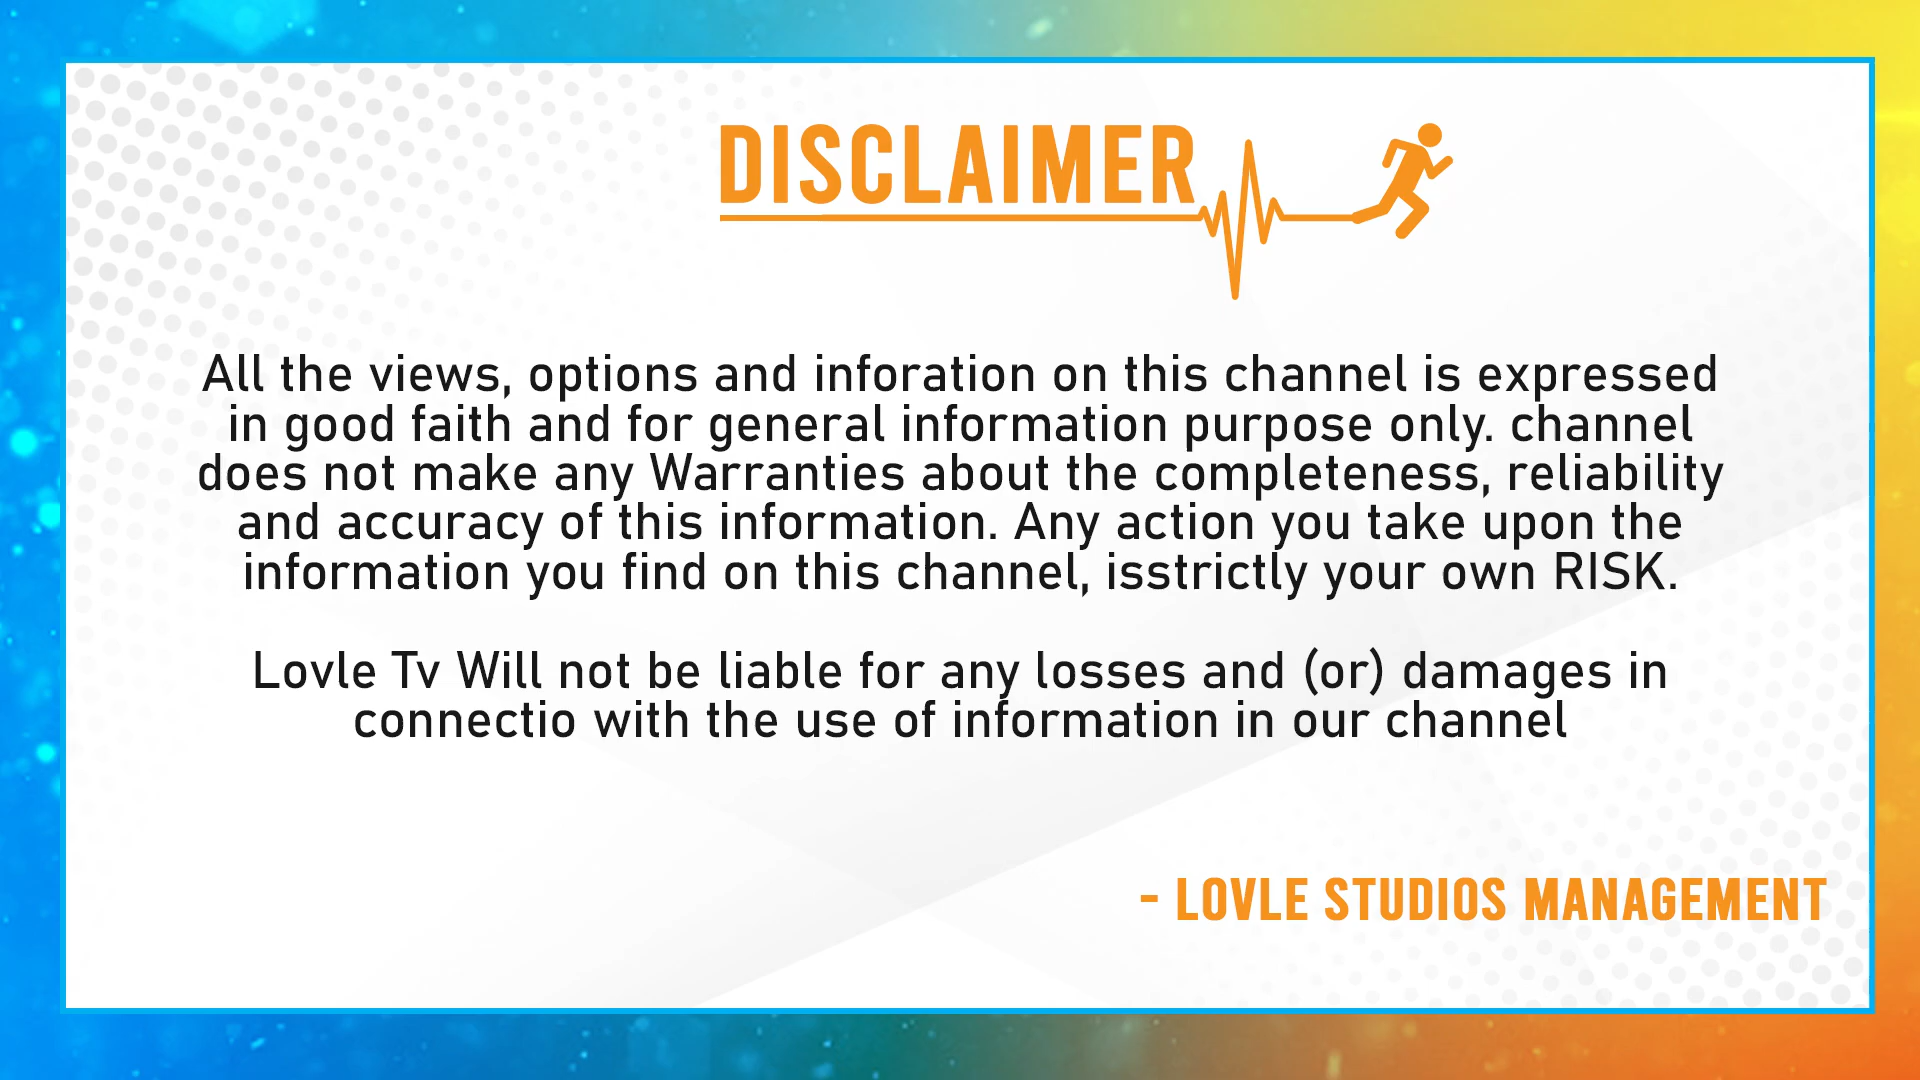 DISCLAIMER
All the views, options and inforation on this channel is expressed
in good faith and for general information purpose only. channel
does not make any Warranties about the completeness, reliability
and accuracy of this information. Any action you take upon the
information you find on this channel, isstrictly your own RISK.
Lovle Tv Will not be liable for any losses and (or) damages in
connectio with the use of information in our channel
- LOVLE STUDIOS MANAGEMENT